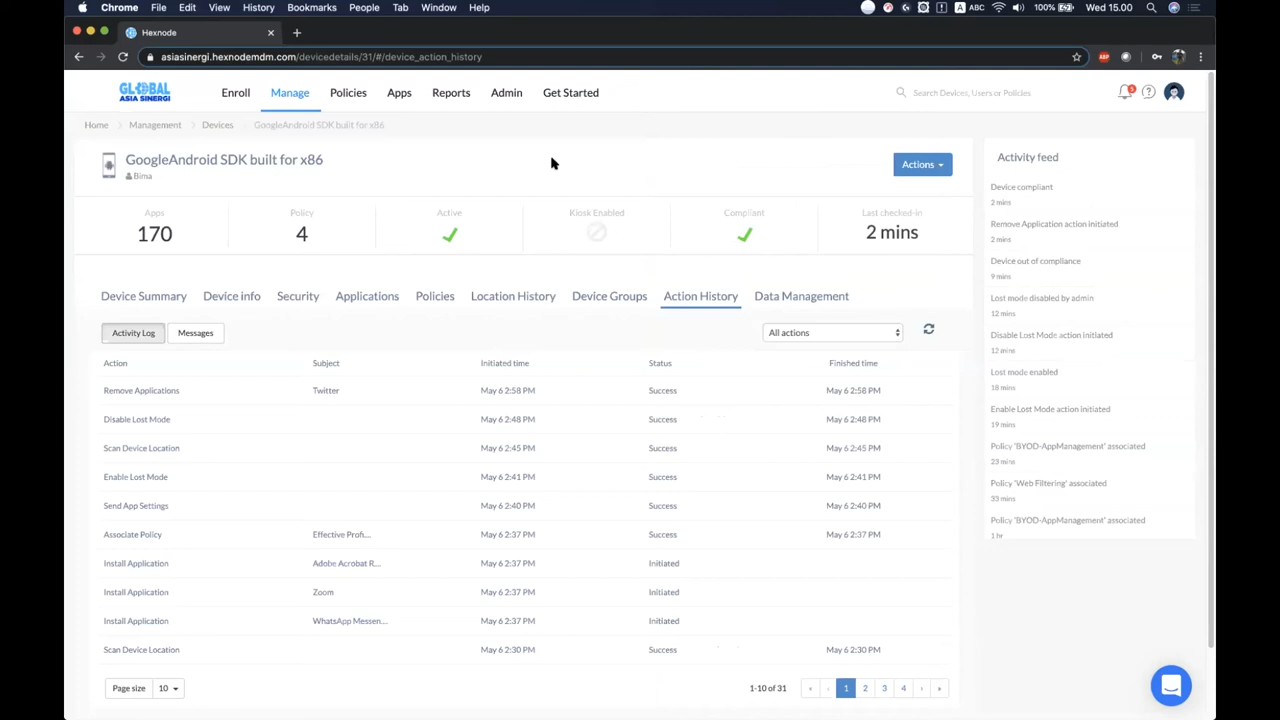 Chrome File Edit View History Bookmarks People Tab Window Help A ABC 100% Wed 15.00
Hexnode
asiasinergi.hexnodemdm.com/devicedetails/31/#/device_action_history
GLOBAL
ASIA SINERGI
Enroll Manage Policies Apps Reports Admin Get Started Search Devices, Users or Policies
Home Management Devices GoogleAndroid SDK built for x86
GoogleAndroid SDK built for x86
Bima
Actions
Apps Policy Active Kiosk Enabled Compliant Last checked-in
170 4 2 mins
Device Summary Device info Security Applications Policies Location History Device Groups Action History Data Management
Activity Log Messages All actions
Action Subject Initiated time Status Finished time
Remove Applications Twitter May 6 2:58 PM Success May 6 2:58 PM
Disable Lost Mode May 6 2:48 PM Success May 6 2:48 PM
Scan Device Location May 6 2:45 PM Success May 6 2:45 PM
Enable Lost Mode May 6 2:41 PM Success May 6 2:41 PM
Send App Settings May 6 2:40 PM Success May 6 2:40 PM
Associate Policy Effective Profi... May 6 2:37 PM Success May 6 2:37 PM
Install Application Adobe Acrobat R... May 6 2:37 PM Initiated
Install Application Zoom May 6 2:37 PM Initiated
Install Application WhatsApp Messen... May 6 2:37 PM Initiated
Scan Device Location May 6 2:30 PM Success May 6 2:30 PM
Page size 10 1-10 of 31 « ‹ 1 2 3 4 › »
Activity feed
Device compliant
2 mins
Remove Application action initiated
2 mins
Device out of compliance
9 mins
Lost mode disabled by admin
12 mins
Disable Lost Mode action initiated
12 mins
Lost mode enabled
18 mins
Enable Lost Mode action initiated
19 mins
Policy 'BYOD-AppManagement' associated
23 mins
Policy 'Web Filtering' associated
33 mins
Policy 'BYOD-AppManagement' associated
1 hr